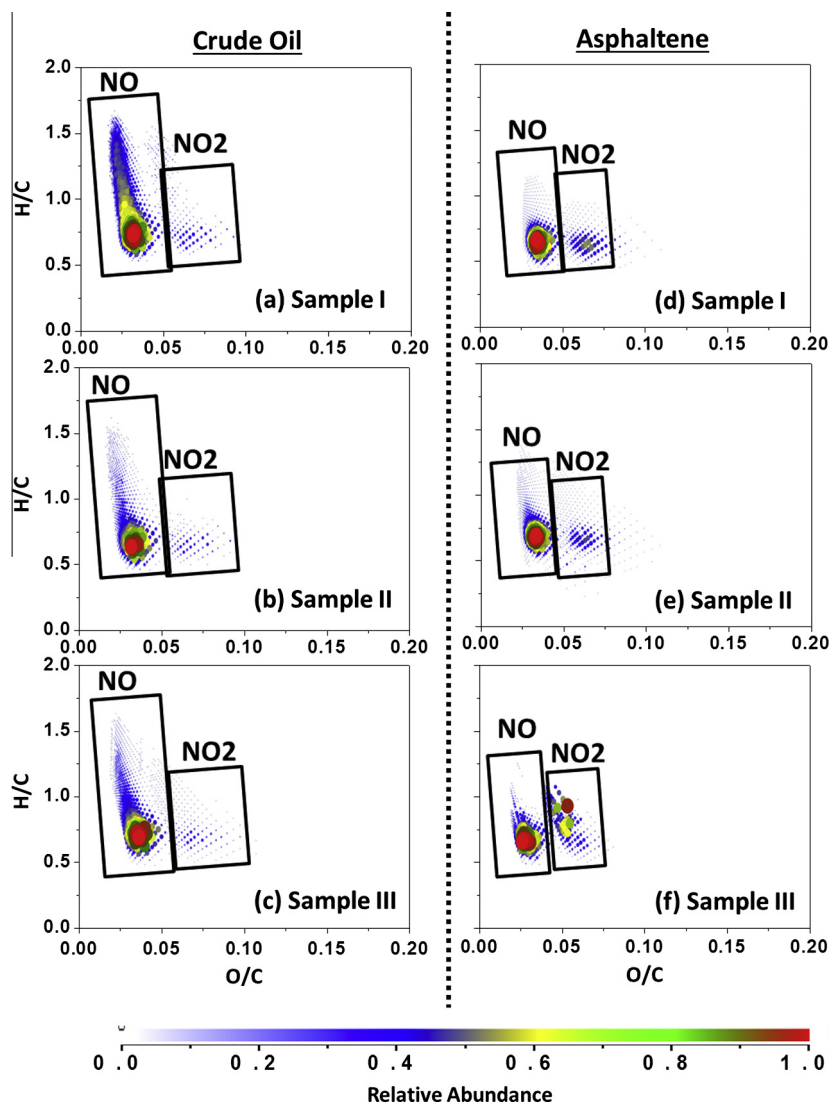 Crude Oil
Asphaltene
2.0
1.5
1.0
0.5
0.0
H/C
NO
NO2
(a) Sample I
0.00 0.05 0.10 0.15 0.20
NO
NO2
(d) Sample I
0.00 0.05 0.10 0.15 0.20
2.0
1.5
1.0
0.5
0.0
H/C
NO
NO2
(b) Sample II
0.00 0.05 0.10 0.15 0.20
NO
NO2
(e) Sample II
0.00 0.05 0.10 0.15 0.20
2.0
1.5
1.0
0.5
0.0
H/C
NO
NO2
(c) Sample III
0.00 0.05 0.10 0.15 0.20
O/C
NO
NO2
(f) Sample III
0.00 0.05 0.10 0.15 0.20
O/C
0.0 0.2 0.4 0.6 0.8 1.0
Relative Abundance